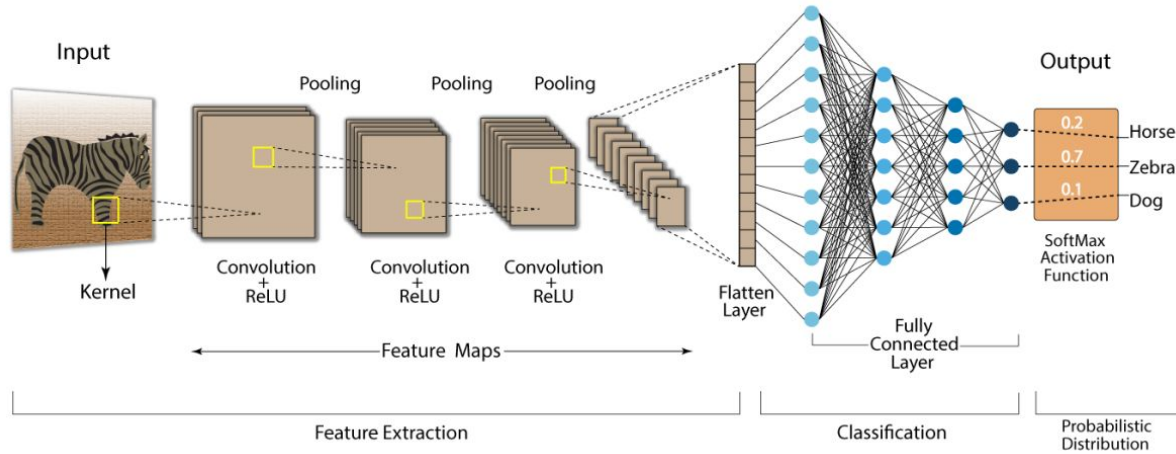 Input
Kernel
Pooling
Pooling
Pooling
Convolution
+
ReLU
Convolution
+
ReLU
Convolution
+
ReLU
Feature Maps
Flatten
Layer
Fully
Connected
Layer
Output
0.2
0.7
0.1
Horse
Zebra
Dog
SoftMax
Activation
Function
Feature Extraction
Classification
Probabilistic
Distribution